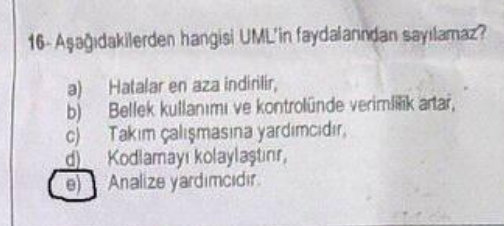 16- Aşağıdakilerden hangisi UML'in faydalarından sayılamaz?
a) Hatalar en aza indirilir,
b) Bellek kullanımı ve kontrolünde verimlilik artar,
c) Takım çalışmasına yardımcıdır,
d) Kodlamayı kolaylaştırır,
e) Analize yardımcıdır.